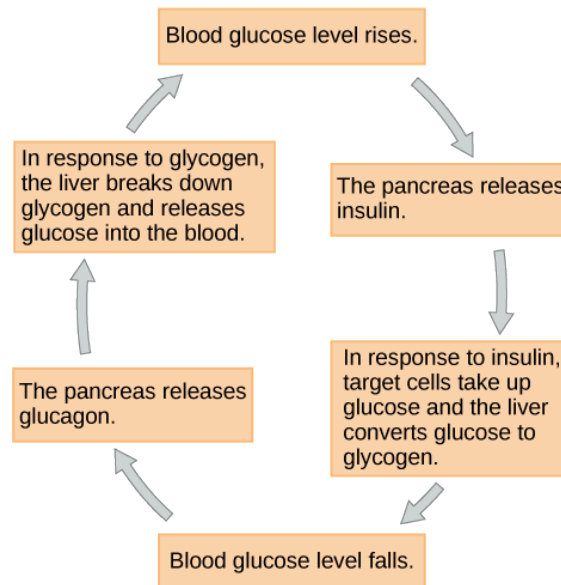 Blood glucose level rises.
The pancreas releases
insulin.
In response to insulin,
target cells take up
glucose and the liver
converts glucose to
glycogen.
Blood glucose level falls.
The pancreas releases
glucagon.
In response to glycogen,
the liver breaks down
glycogen and releases
glucose into the blood.